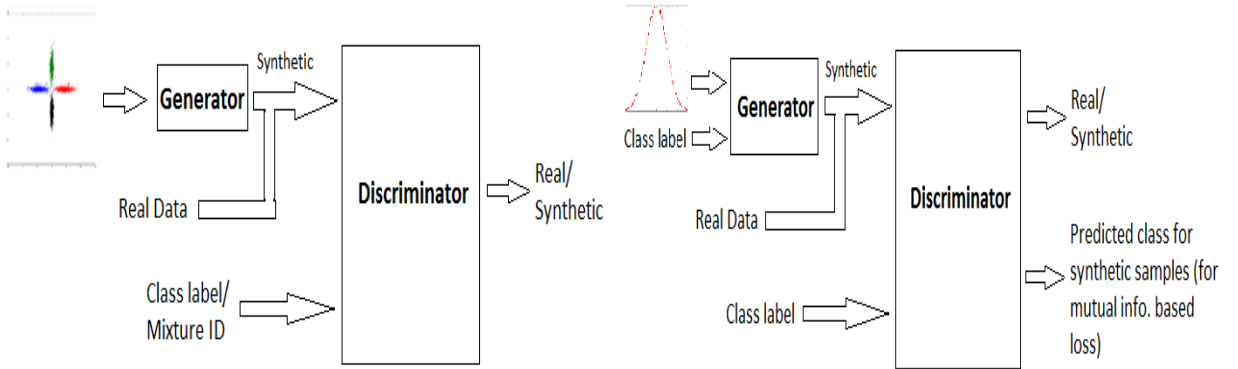 Synthetic
Generator
Real Data
Class label/
Mixture ID
Discriminator
Real/
Synthetic
Class label
Synthetic
Generator
Real Data
Class label
Discriminator
Real/
Synthetic
Predicted class for
synthetic samples (for
mutual info. based
loss)